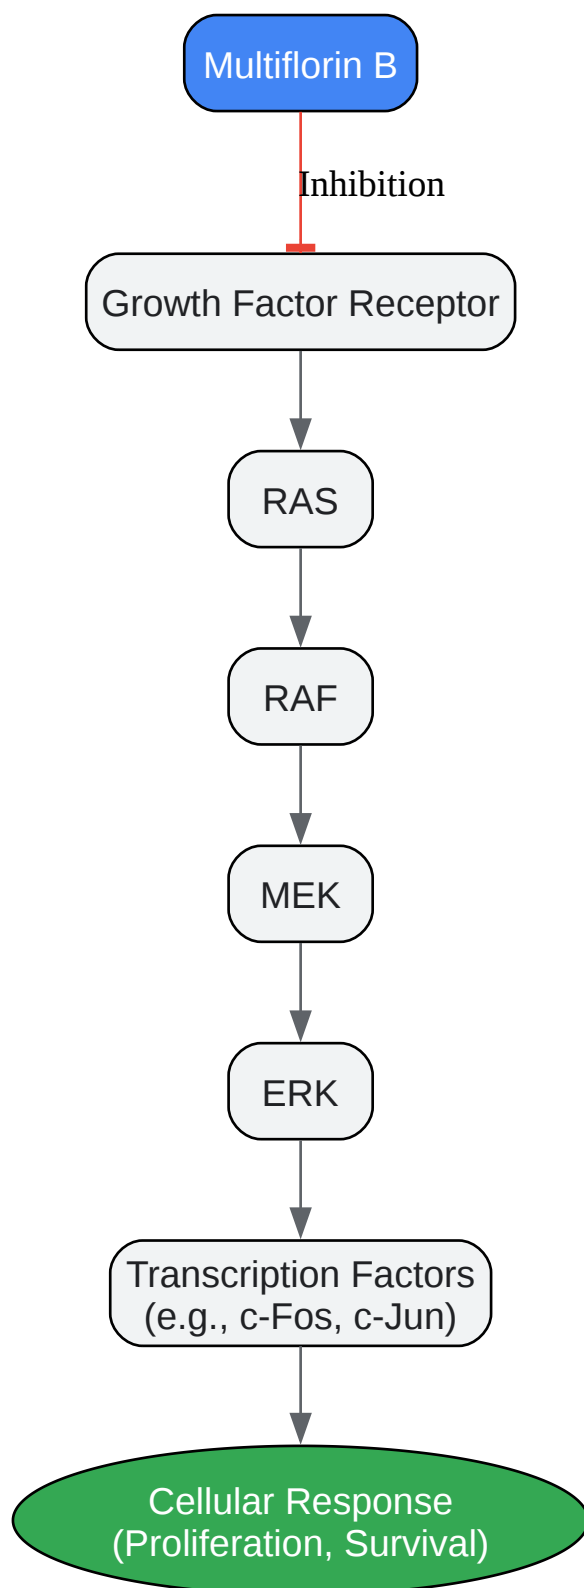 Multiflorin B
Inhibition
Growth Factor Receptor
RAS
RAF
MEK
ERK
Transcription Factors
(e.g., c-Fos, c-Jun)
Cellular Response
(Proliferation, Survival)